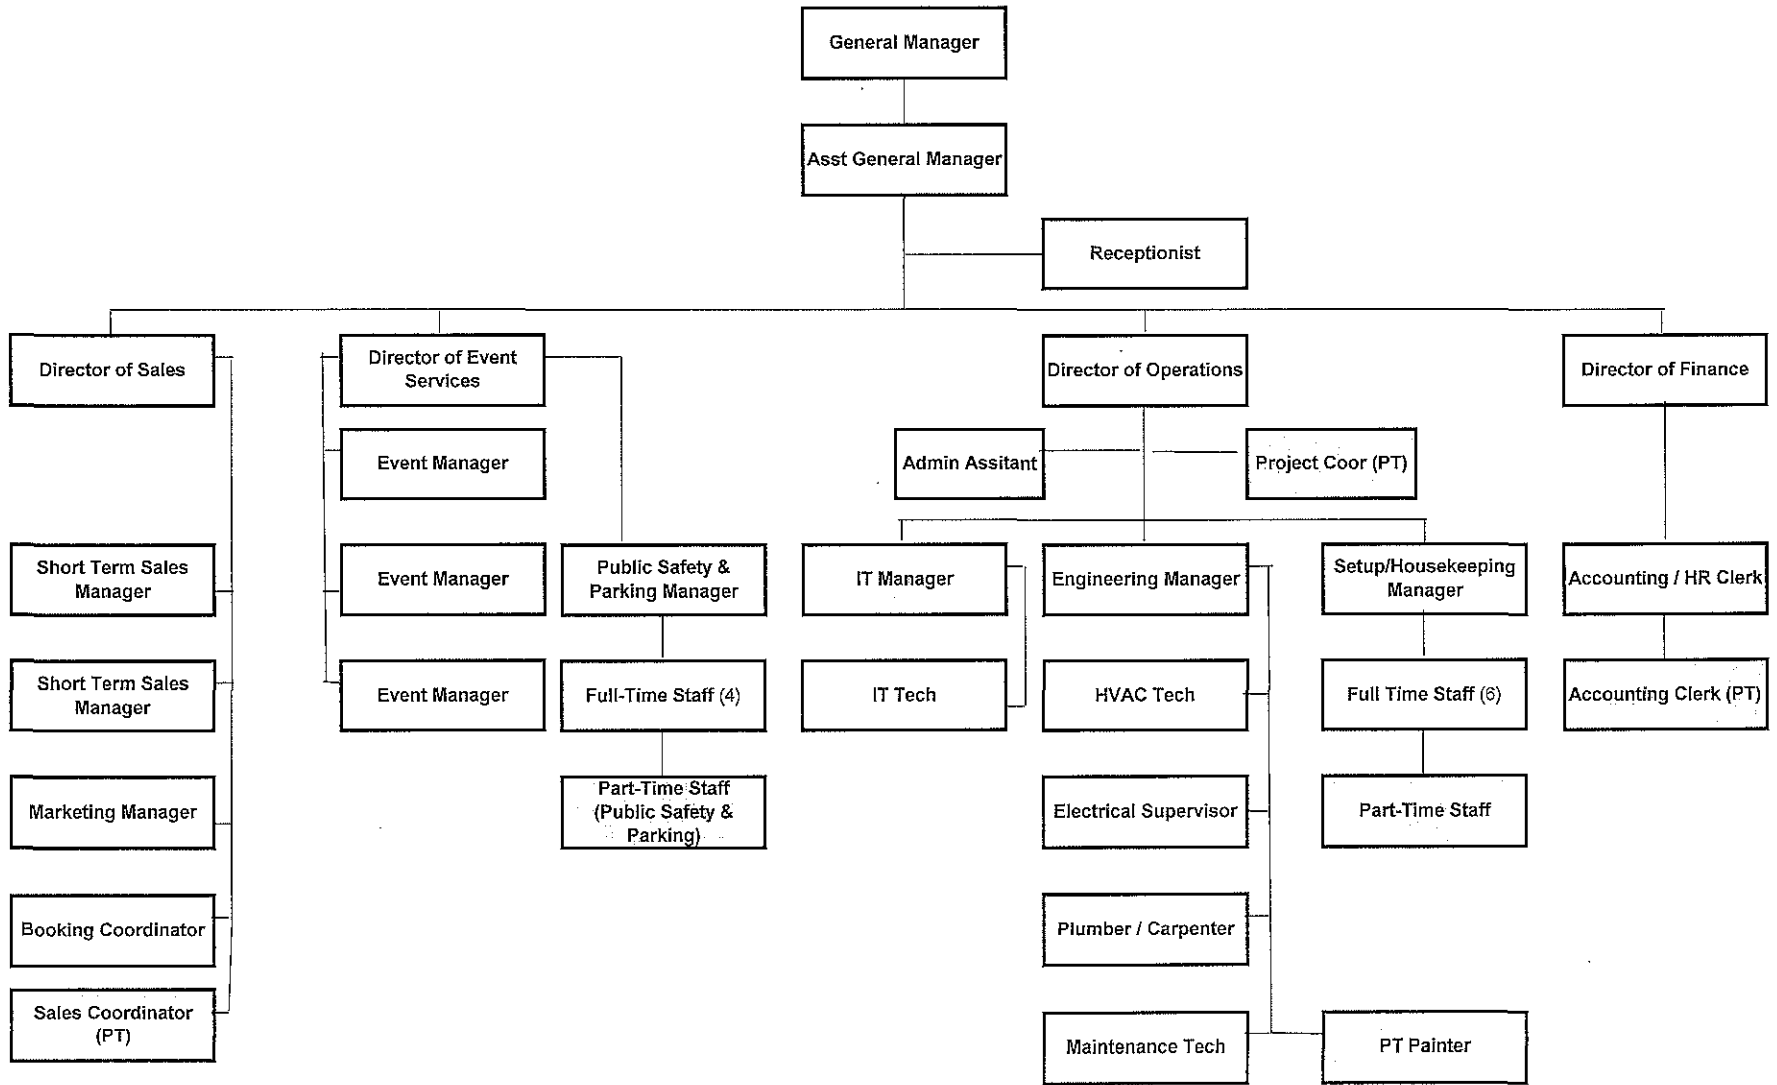 General Manager
Asst General Manager
Receptionist
Director of Sales
Director of Event
Services
Director of Operations
Director of Finance
Event Manager
Admin Assitant
Project Coor (PT)
Short Term Sales
Manager
Event Manager
Public Safety &
Parking Manager
IT Manager
Engineering Manager
Setup/Housekeeping
Manager
Accounting / HR Clerk
Short Term Sales
Manager
Event Manager
Full-Time Staff (4)
IT Tech
HVAC Tech
Full Time Staff (6)
Accounting Clerk (PT)
Marketing Manager
Part-Time Staff
(Public Safety &
Parking)
Electrical Supervisor
Part-Time Staff
Booking Coordinator
Plumber / Carpenter
Sales Coordinator
(PT)
Maintenance Tech
PT Painter